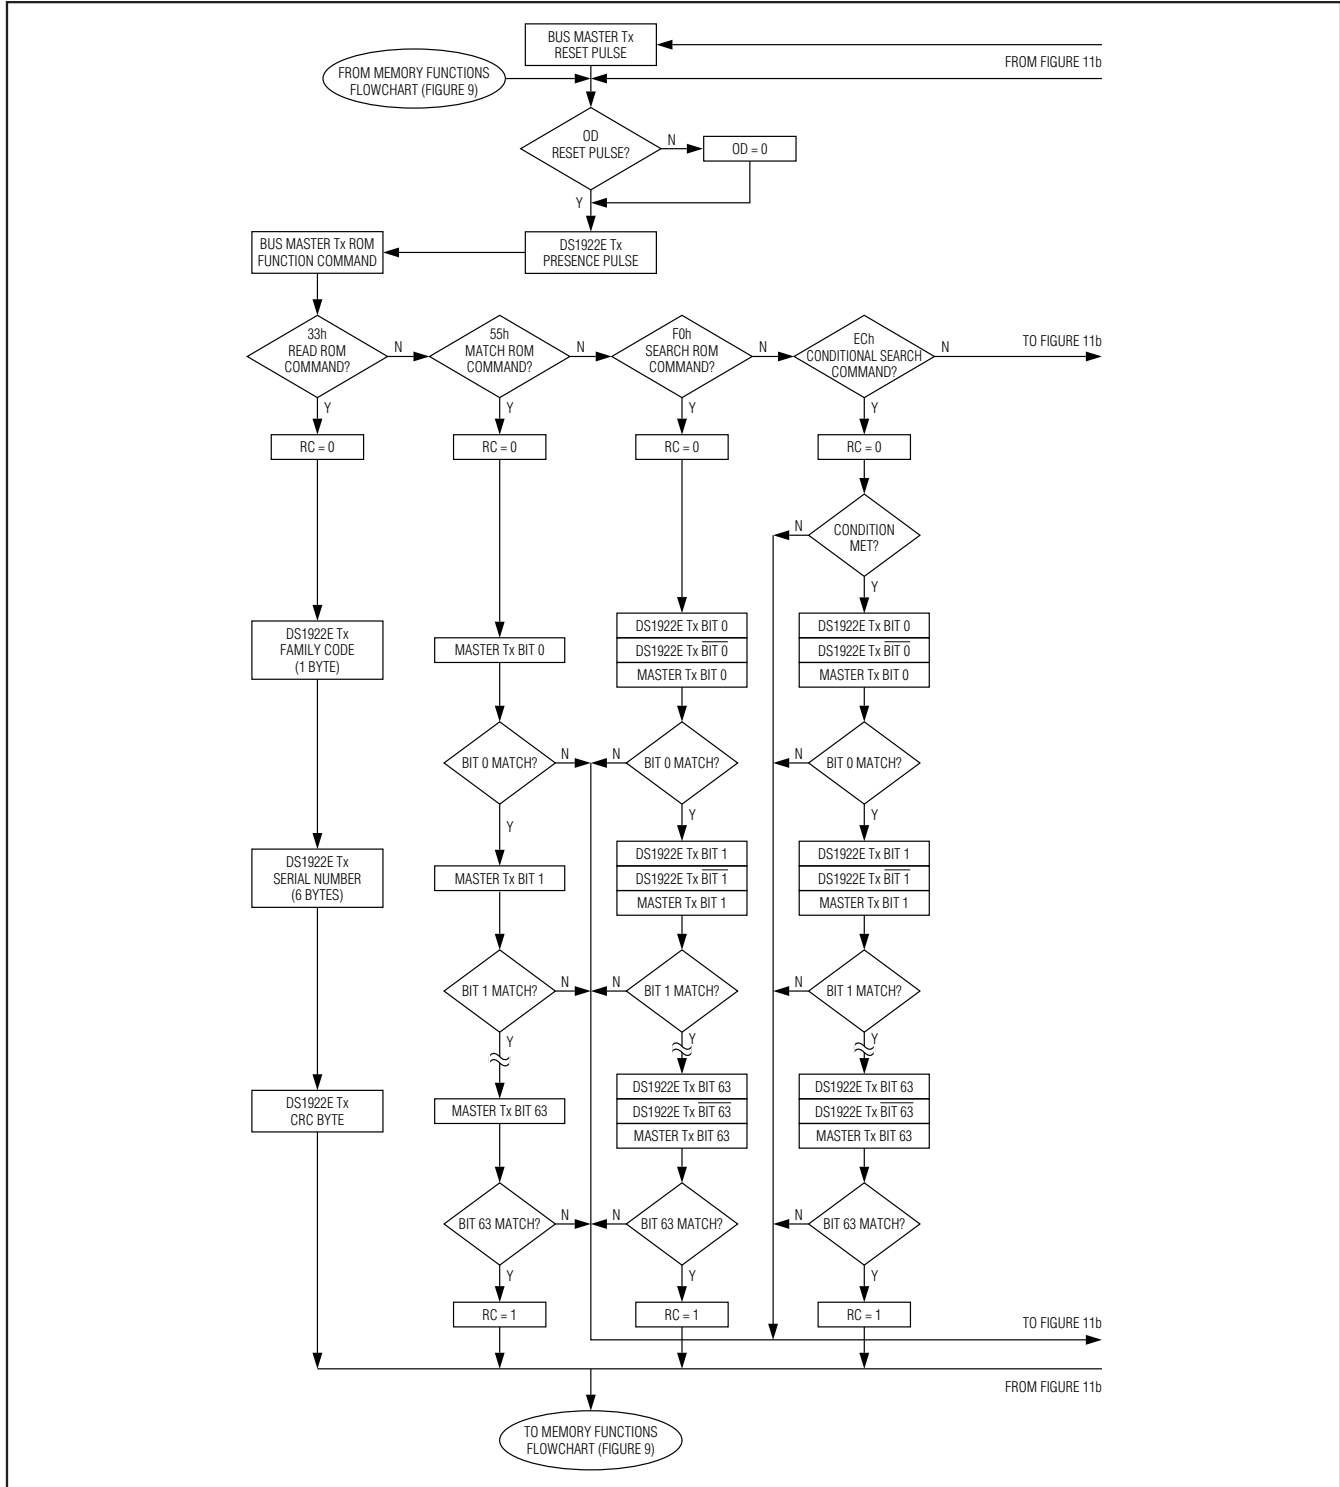 BUS MASTER Tx
RESET PULSE
FROM FIGURE 11b
FROM MEMORY FUNCTIONS
FLOWCHART (FIGURE 9)
OD
RESET PULSE?
N
OD = 0
Y
BUS MASTER Tx ROM
FUNCTION COMMAND
DS1922E Tx
PRESENCE PULSE
33h
READ ROM
COMMAND?
N
55h
MATCH ROM
COMMAND?
N
F0h
SEARCH ROM
COMMAND?
N
ECh
CONDITIONAL SEARCH
COMMAND?
N
TO FIGURE 11b
Y
Y
Y
Y
RC = 0
RC = 0
RC = 0
RC = 0
N
CONDITION
MET?
Y
DS1922E Tx
FAMILY CODE
(1 BYTE)
MASTER Tx BIT 0
DS1922E Tx BIT 0
DS1922E Tx BIT 0
MASTER Tx BIT 0
DS1922E Tx BIT 0
DS1922E Tx BIT 0
MASTER Tx BIT 0
BIT 0 MATCH?
N
N
BIT 0 MATCH?
N
BIT 0 MATCH?
Y
Y
Y
DS1922E Tx
SERIAL NUMBER
(6 BYTES)
MASTER Tx BIT 1
DS1922E Tx BIT 1
DS1922E Tx BIT 1
MASTER Tx BIT 1
DS1922E Tx BIT 1
DS1922E Tx BIT 1
MASTER Tx BIT 1
BIT 1 MATCH?
N
N
BIT 1 MATCH?
N
BIT 1 MATCH?
Y
Y
Y
DS1922E Tx
CRC BYTE
MASTER Tx BIT 63
DS1922E Tx BIT 63
DS1922E Tx BIT 63
MASTER Tx BIT 63
DS1922E Tx BIT 63
DS1922E Tx BIT 63
MASTER Tx BIT 63
BIT 63 MATCH?
N
N
BIT 63 MATCH?
N
BIT 63 MATCH?
Y
Y
Y
RC = 1
RC = 1
RC = 1
TO FIGURE 11b
FROM FIGURE 11b
TO MEMORY FUNCTIONS
FLOWCHART (FIGURE 9)